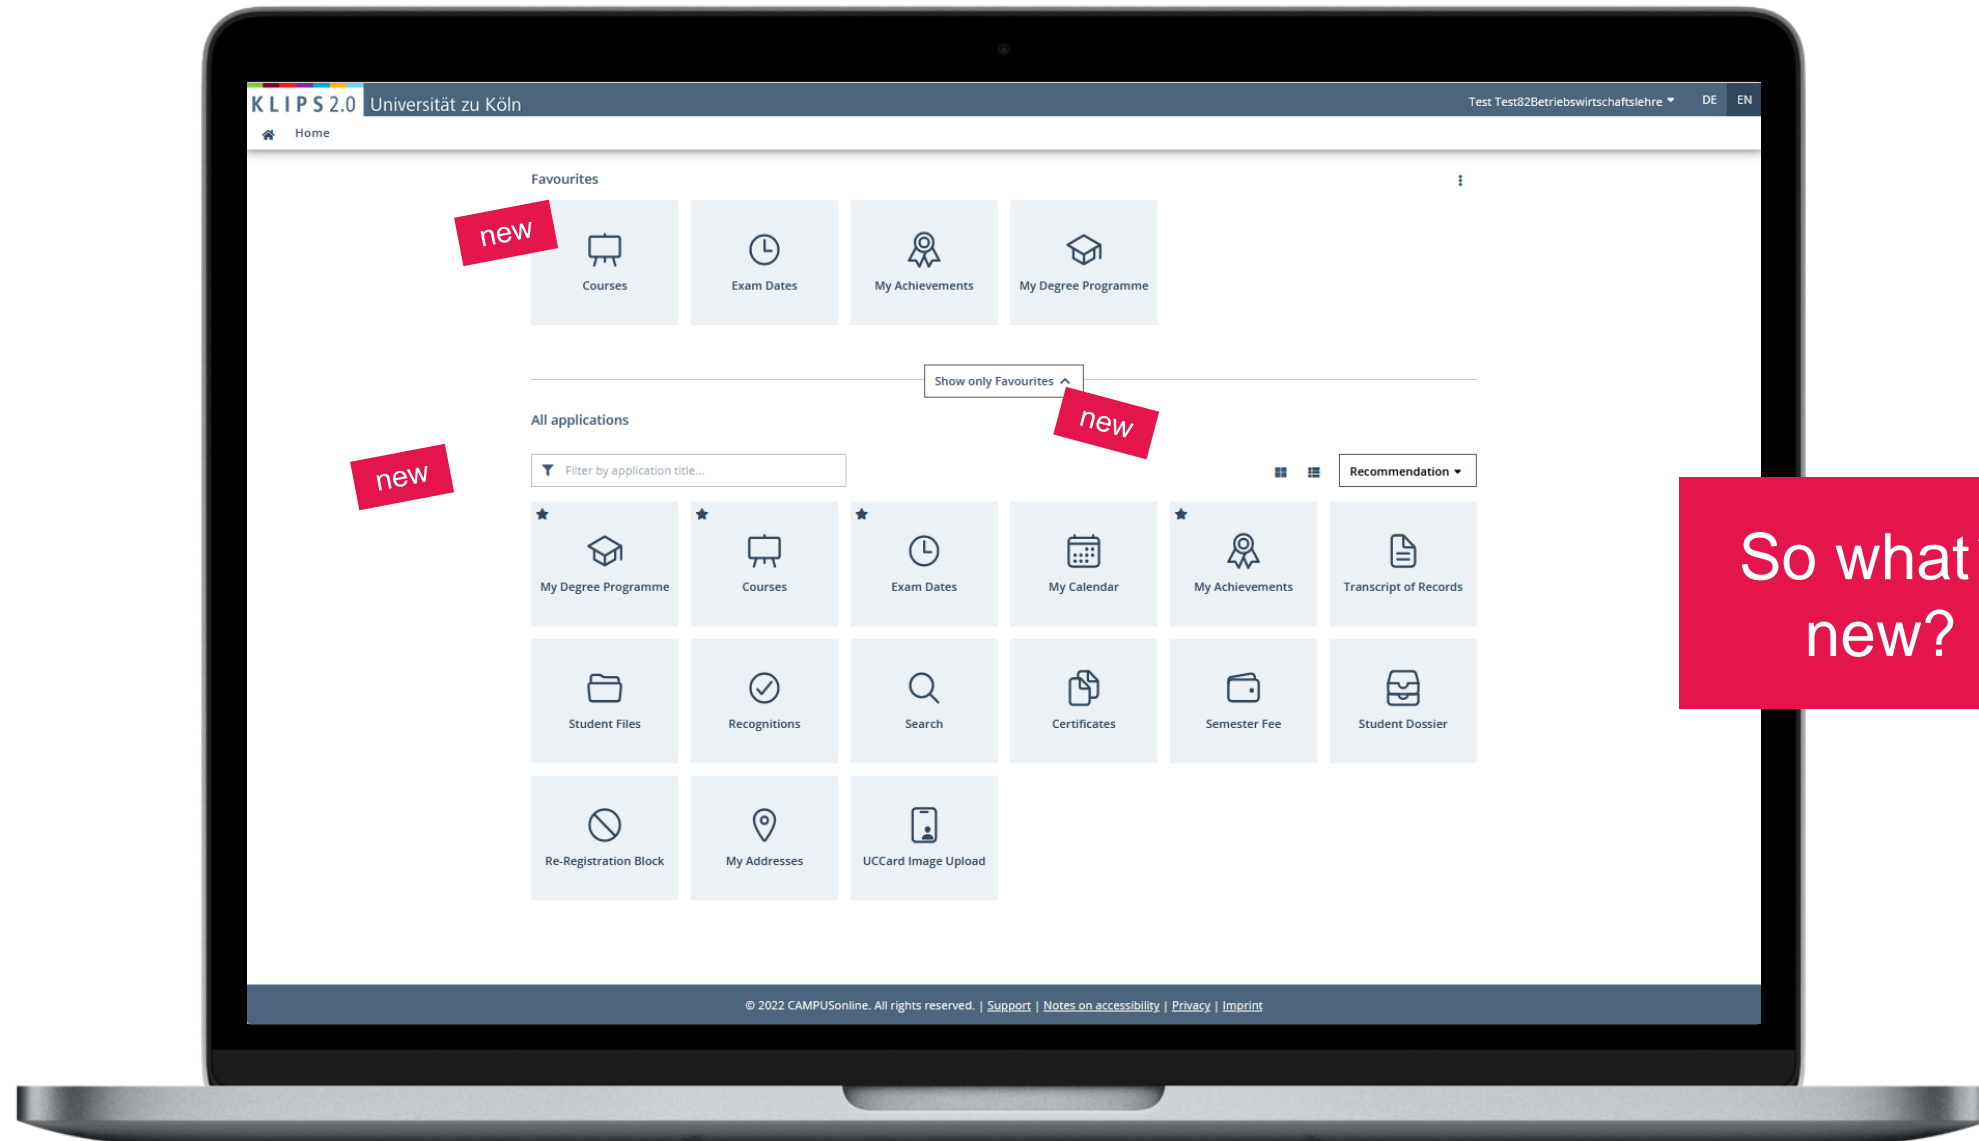 KLIPS 2.0 Universität zu Köln
Test Test82Betriebswirtschaftslehre DE EN
Home
Favourites
new
Courses Exam Dates My Achievements My Degree Programme
Show only Favourites
new
All applications
new
Filter by application title...
Recommendation
My Degree Programme Courses Exam Dates My Calendar My Achievements Transcript of Records
So what'
new?
Student Files Recognitions Search Certificates Semester Fee Student Dossier
Re-Registration Block My Addresses UCCard Image Upload
© 2022 CAMPUSonline. All rights reserved. | Support | Notes on accessibility | Privacy | Imprint